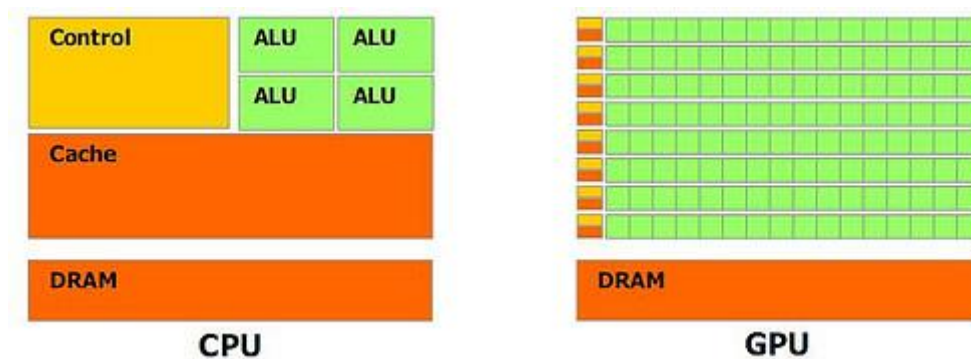 Control
ALU ALU
ALU ALU
Cache
DRAM
CPU
DRAM
GPU